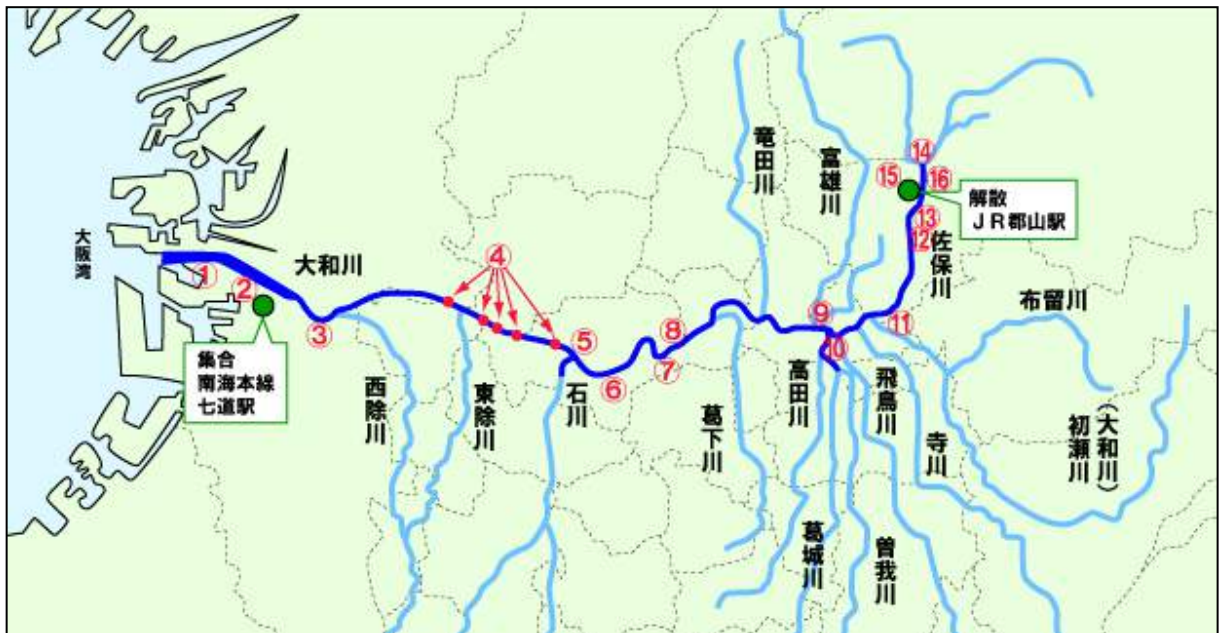 ⑭
竜田川
富雄川
⑮
⑯
解散
JR郡山駅
⑬
⑫
佐保川
大阪湾
大和川
①
②
④
③
集合
南海本線
七道駅
西除川
東除川
石川
⑤
⑥
⑦
⑧
葛下川
⑨
⑩
⑪
高田川
飛鳥川
布留川
寺川
初瀬川
(大和川)
葛城川
曽我川